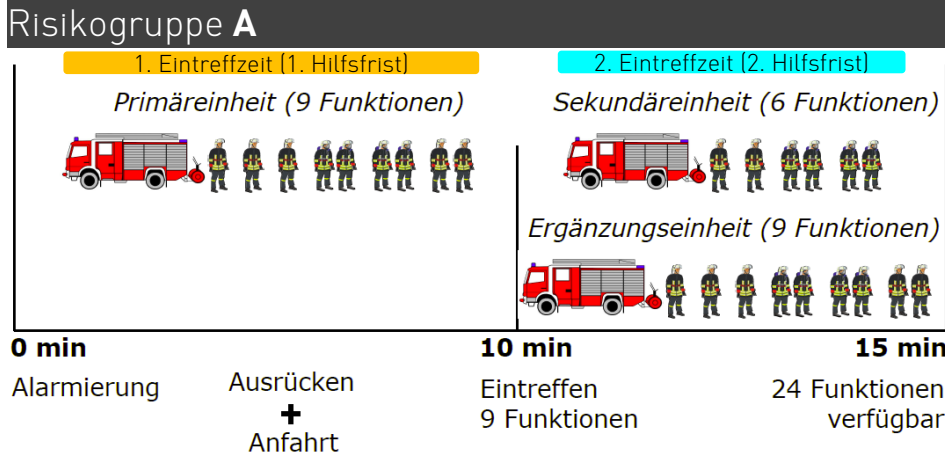 Risikogruppe A
1. Eintreffzeit (1. Hilfsfrist)
2. Eintreffzeit (2. Hilfsfrist)
Primäreinheit (9 Funktionen)
Sekundäreinheit (6 Funktionen)
Ergänzungseinheit (9 Funktionen)
0 min
10 min
15 min
Alarmierung
Ausrücken
+
Anfahrt
Eintreffen
9 Funktionen
24 Funktionen
verfügbar